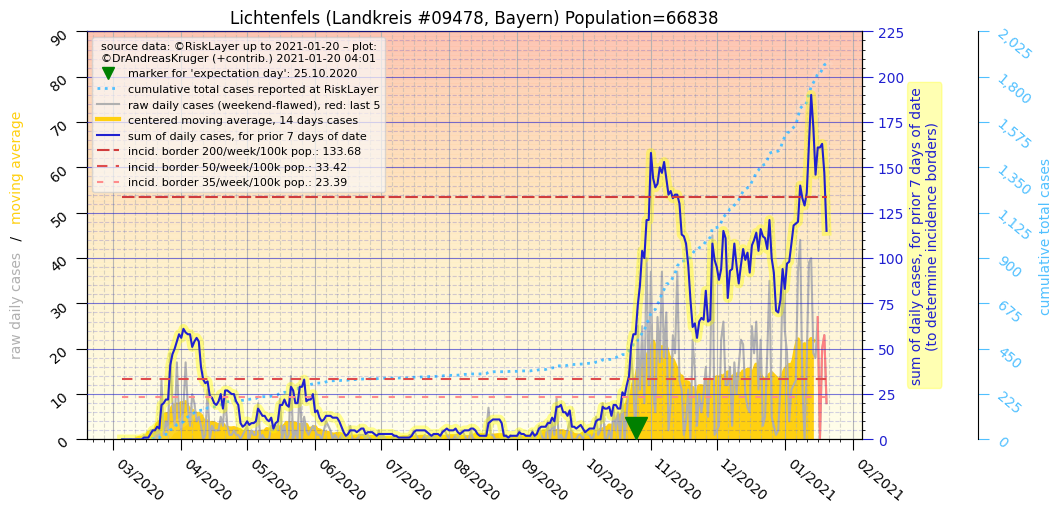 Lichtenfels (Landkreis #09478, Bayern) Population=66838
source data: ©RiskLayer up to 2021-01-20 – plot:
©DrAndreasKruger (+contrib.) 2021-01-20 04:01
marker for 'expectation day': 25.10.2020
cumulative total cases reported at RiskLayer
raw daily cases (weekend-flawed), red: last 5
centered moving average, 14 days cases
sum of daily cases, for prior 7 days of date
incid. border 200/week/100k pop.: 133.68
incid. border 50/week/100k pop.: 33.42
incid. border 35/week/100k pop.: 23.39
raw daily cases / moving average
90
80
70
60
50
40
30
20
10
0
03/2020
04/2020
05/2020
06/2020
07/2020
08/2020
09/2020
10/2020
11/2020
12/2020
01/2021
02/2021
225
200
175
150
125
100
75
50
25
0
sum of daily cases, for prior 7 days of date
(to determine incidence borders)
2,025
1,800
1,575
1,350
1,125
900
675
450
225
0
cumulative total cases